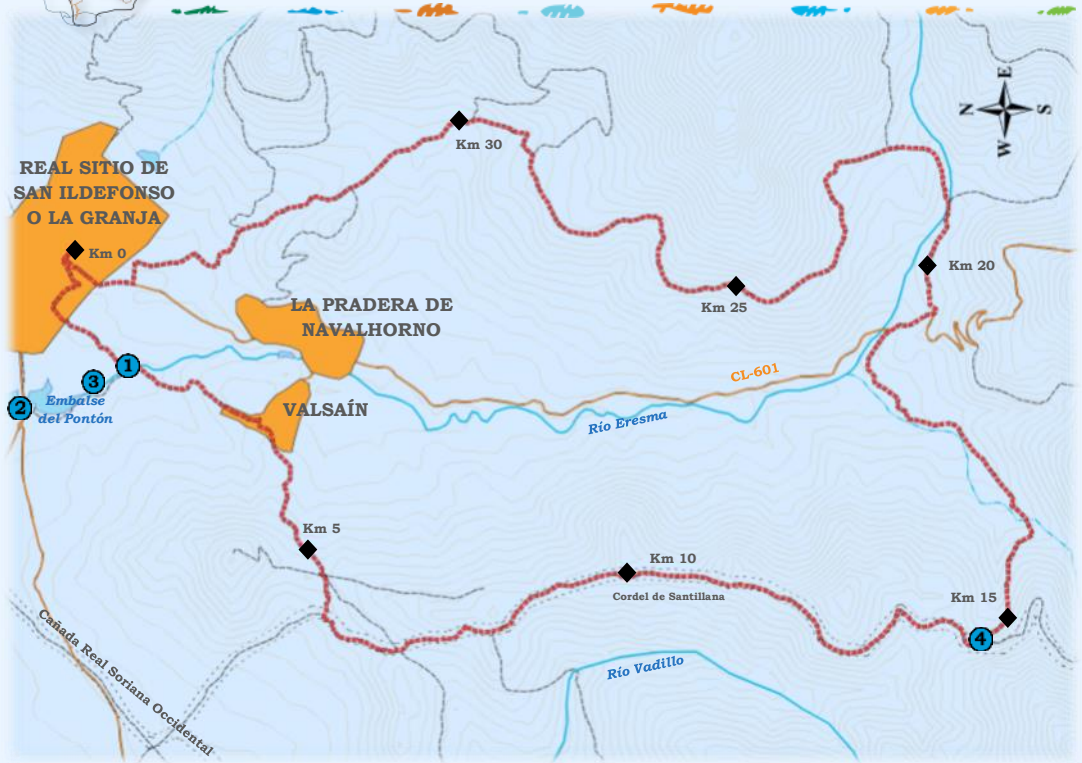 E
N
S
W
Km 30
REAL SITIO DE
SAN ILDEFONSO
O LA GRANJA
Km 0
Km 20
LA PRADERA DE
NAVALHORNO
Km 25
1
3
2
Embalse
del Pontón
CL-601
VALSAÍN
Río Eresma
Km 5
Km 10
Cordel de Santillana
Km 15
4
Cañada Real Soriana Occidental
Río Vadillo